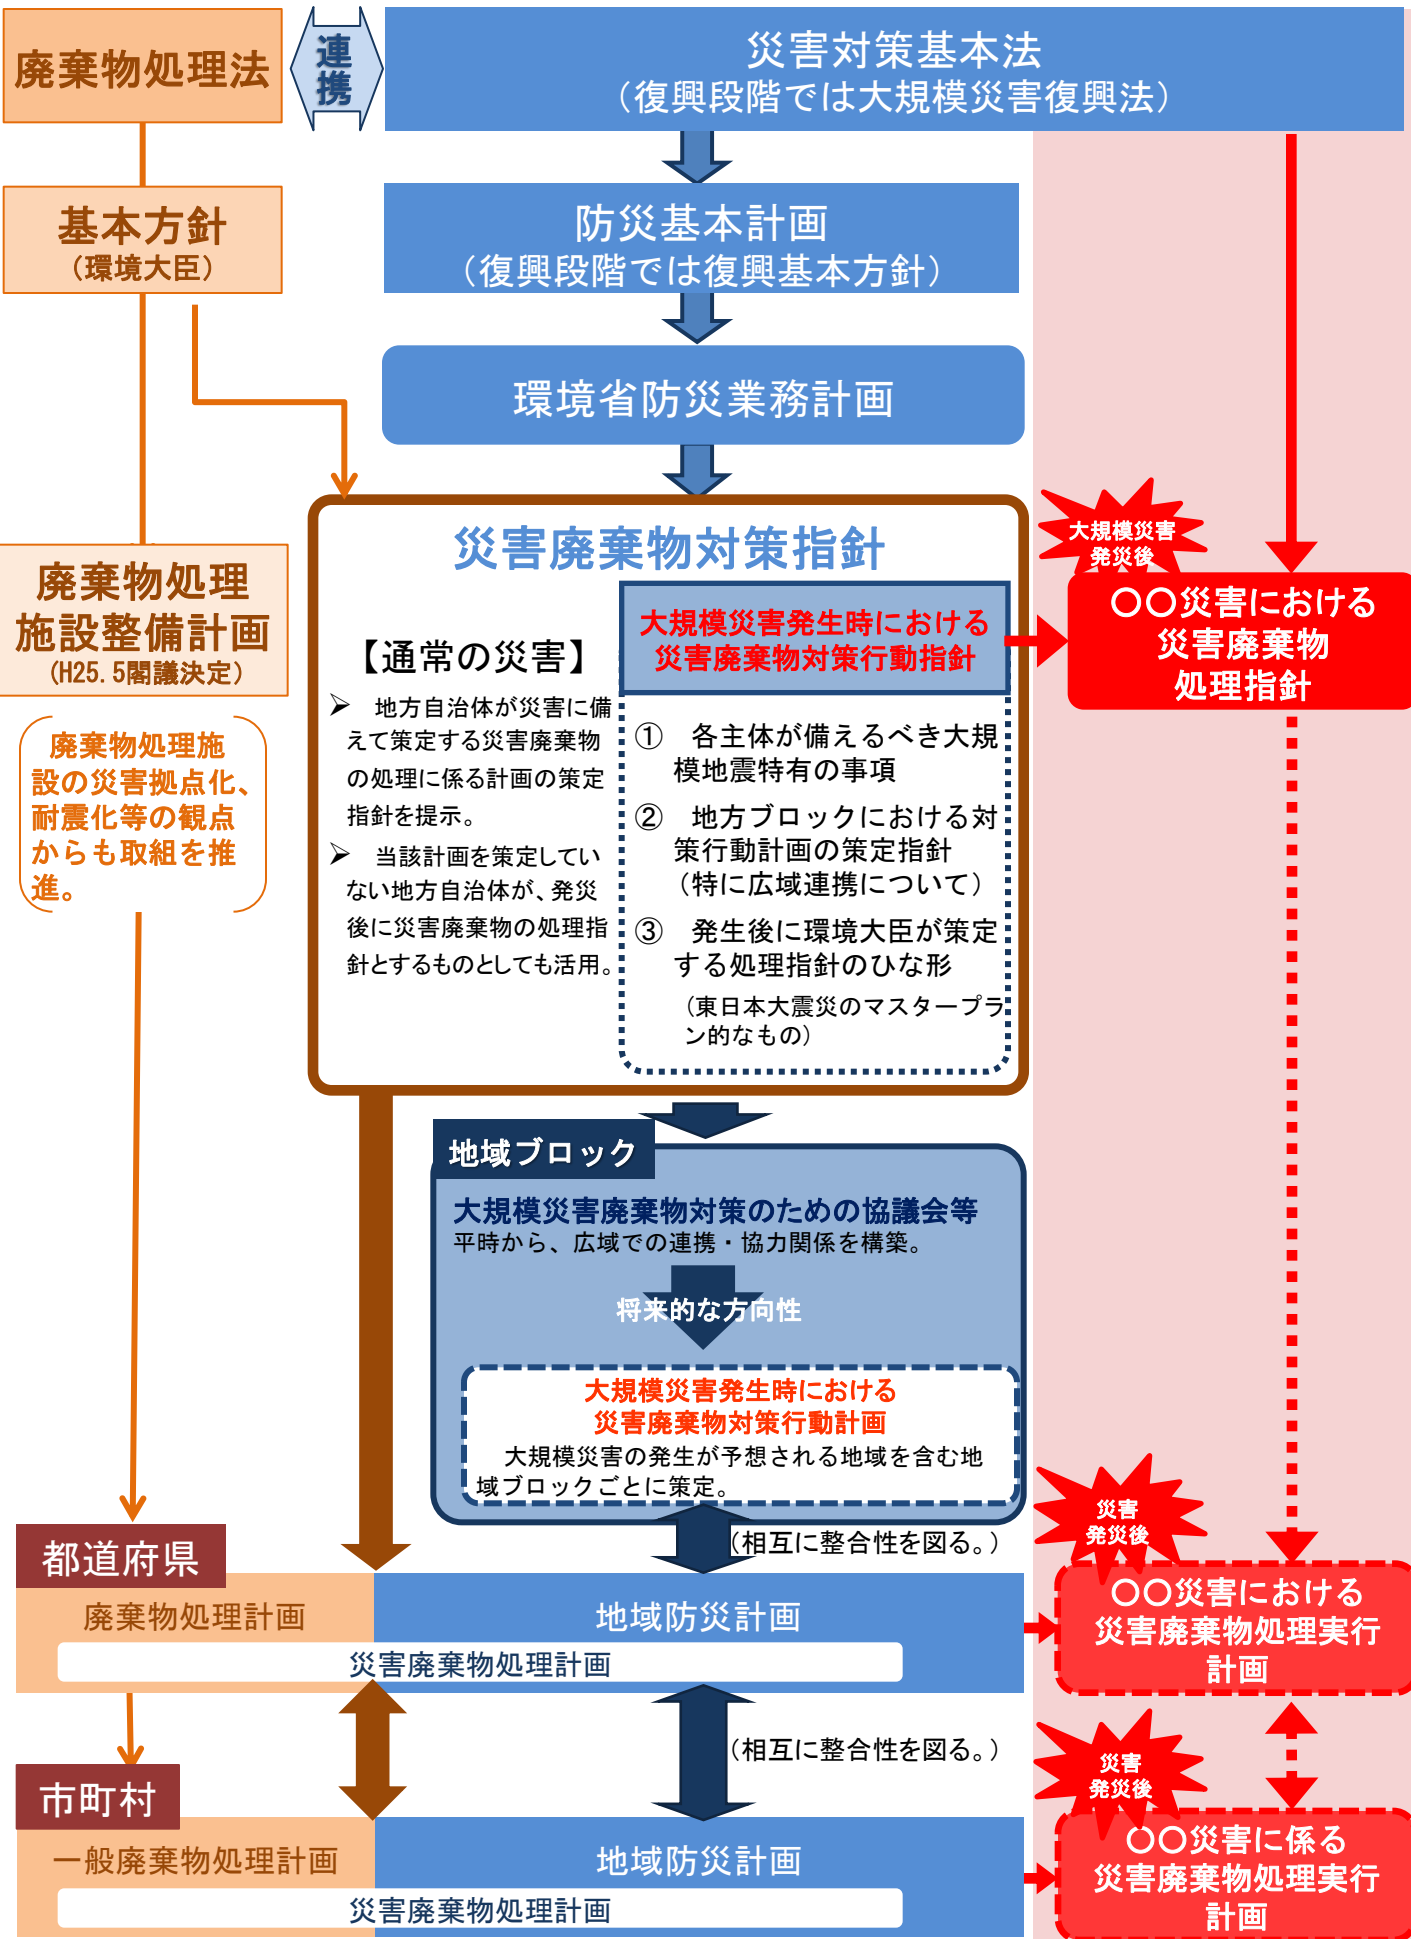 廃棄物処理法
連
携
災害対策基本法
（復興段階では大規模災害復興法）
基本方針
（環境大臣）
防災基本計画
（復興段階では復興基本方針）
環境省防災業務計画
廃棄物処理
施設整備計画
（H25.5閣議決定）
廃棄物処理施
設の災害拠点化、
耐震化等の観点
からも取組を推
進。
災害廃棄物対策指針
【通常の災害】
➢ 地方自治体が災害に備
えて策定する災害廃棄物
の処理に係る計画の策定
指針を提示。
➢ 当該計画を策定してい
ない地方自治体が、発災
後に災害廃棄物の処理指
針とするものとしても活用。
大規模災害発生時における
災害廃棄物対策行動指針
① 各主体が備えるべき大規
模地震特有の事項
② 地方ブロックにおける対
策行動計画の策定指針
（特に広域連携について）
③ 発生後に環境大臣が策定
する処理指針のひな形
（東日本大震災のマスタープラ
ン的なもの）
大規模災害
発災後
〇〇災害における
災害廃棄物
処理指針
地域ブロック
大規模災害廃棄物対策のための協議会等
平時から、広域での連携・協力関係を構築。
将来的な方向性
大規模災害発生時における
災害廃棄物対策行動計画
大規模災害の発生が予想される地域を含む地
域ブロックごとに策定。
（相互に整合性を図る。）
都道府県
廃棄物処理計画
地域防災計画
災害廃棄物処理計画
災害
発災後
〇〇災害における
災害廃棄物処理実行
計画
（相互に整合性を図る。）
市町村
一般廃棄物処理計画
地域防災計画
災害廃棄物処理計画
災害
発災後
〇〇災害に係る
災害廃棄物処理実行
計画